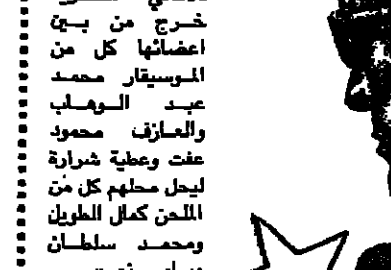 خرج من بين
اعضائها كل من
الموسيقار محمد
عبد الوهاب
والعازف محمود
عفت وعطية شرارة
ليحل محلهم كل من
الملحن كمال الطويل
ومحمد سلطان